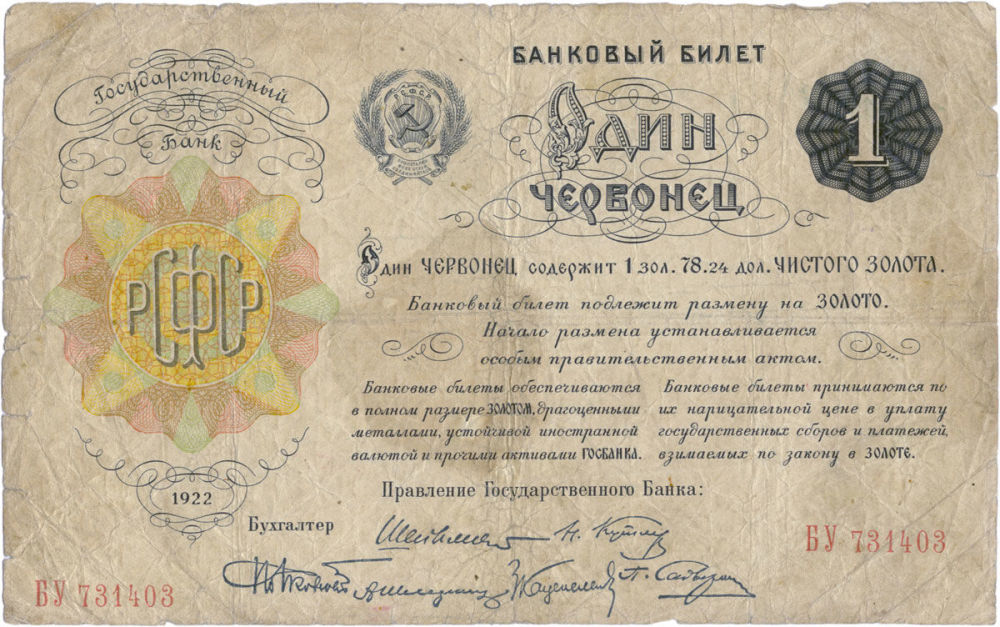 Государственный
Банк
РСФСР
1922
БАНКОВЫЙ БИЛЕТ
Р.С.Ф.С.Р.
ОДИН
ЧЕРВОНЕЦ
1
Один ЧЕРВОНЕЦ содержит 1 зол. 78.24 дол. ЧИСТОГО ЗОЛОТА.
Банковый билет подлежит размену на ЗОЛОТО.
Начало размена устанавливается
особым правительственным актом.
Банковые билеты обеспечиваются
в полном размере ЗОЛОТОМ, драгоценными
металлами, устойчивой иностранной
валютой и прочими активами ГОСБАНКА.
Банковые билеты принимаются по
их нарицательной цене в уплату
государственных сборов и платежей,
взимаемых по закону в ЗОЛОТЕ.
Правление Государственного Банка:
Бухгалтер
БУ 731403
БУ 731403